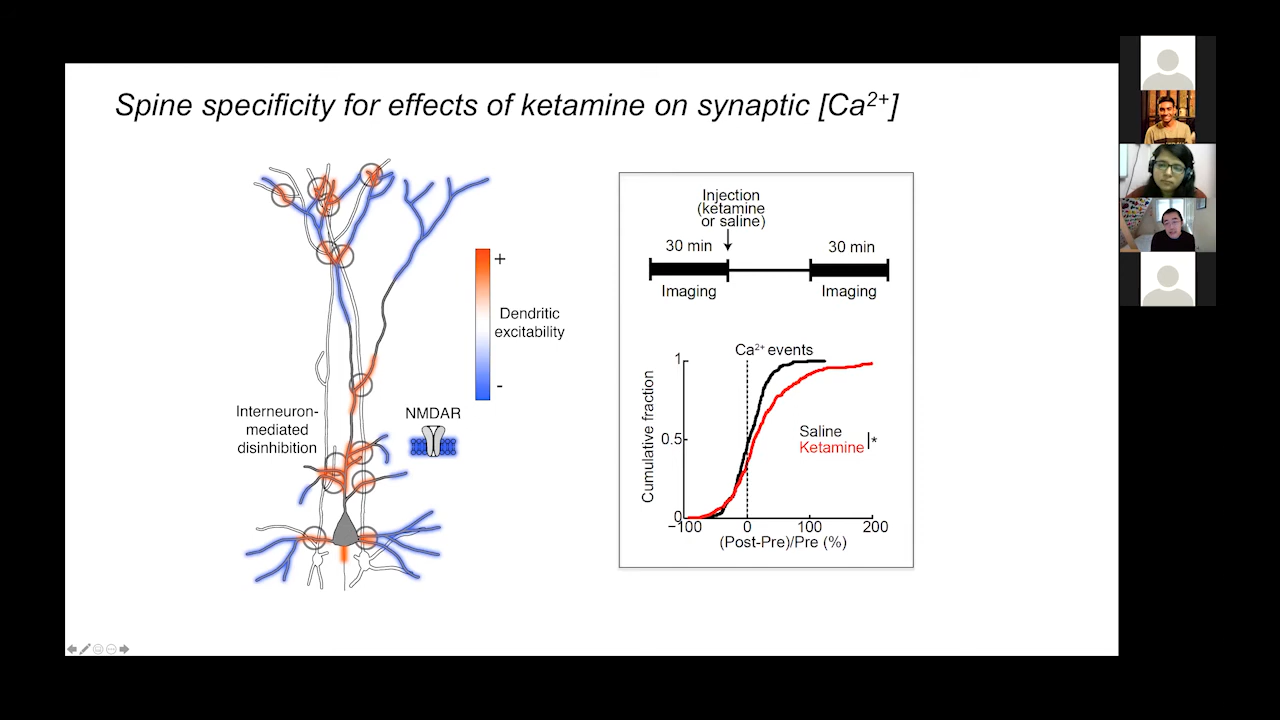 Spine specificity for effects of ketamine on synaptic [Ca2+]
+
Dendritic
excitability
-
Interneuron-
mediated
disinhibition
NMDAR
Injection
(ketamine
or saline)
30 min
30 min
Imaging
Imaging
Ca2+ events
1
0.5
0
Cumulative fraction
Saline
Ketamine
*
−100
0
100
200
(Post-Pre)/Pre (%)